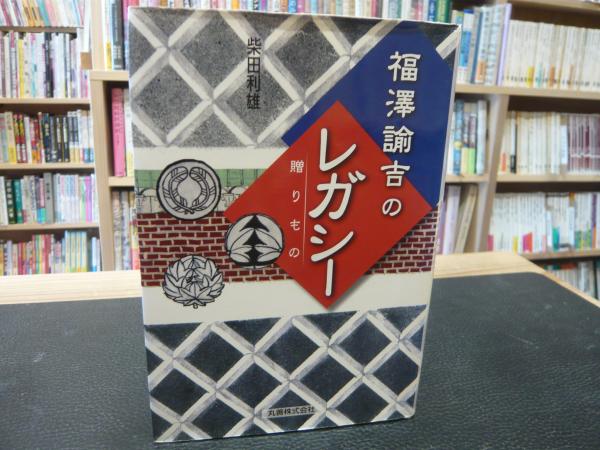 福澤諭吉の
レガシー
贈りもの
柴田利雄
丸善株式会社